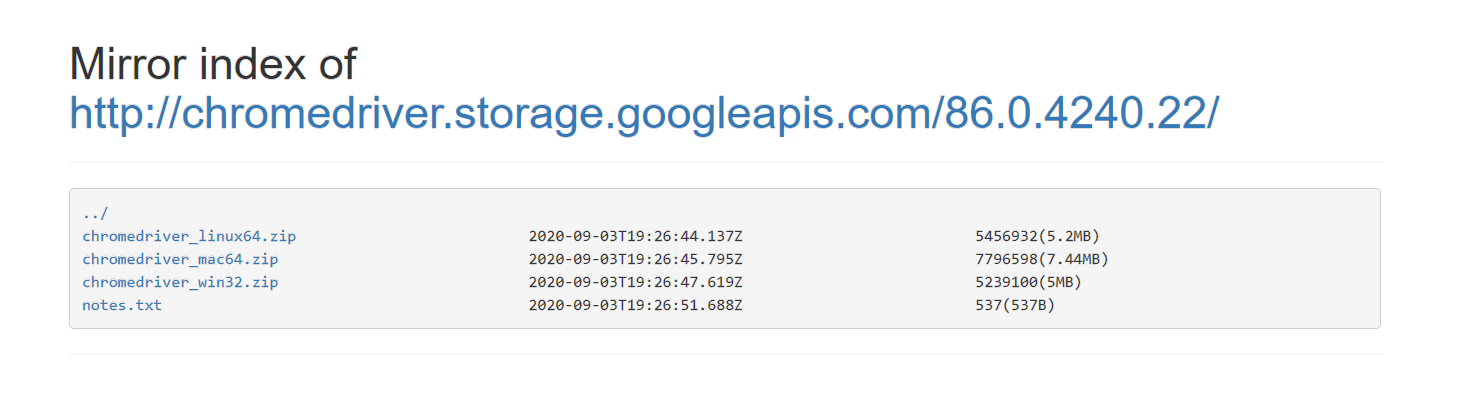 Mirror index of
http://chromedriver.storage.googleapis.com/86.0.4240.22/
../
chromedriver_linux64.zip 2020-09-03T19:26:44.137Z 5456932(5.2MB)
chromedriver_mac64.zip 2020-09-03T19:26:45.795Z 7796598(7.44MB)
chromedriver_win32.zip 2020-09-03T19:26:47.619Z 5239100(5MB)
notes.txt 2020-09-03T19:26:51.688Z 537(537B)